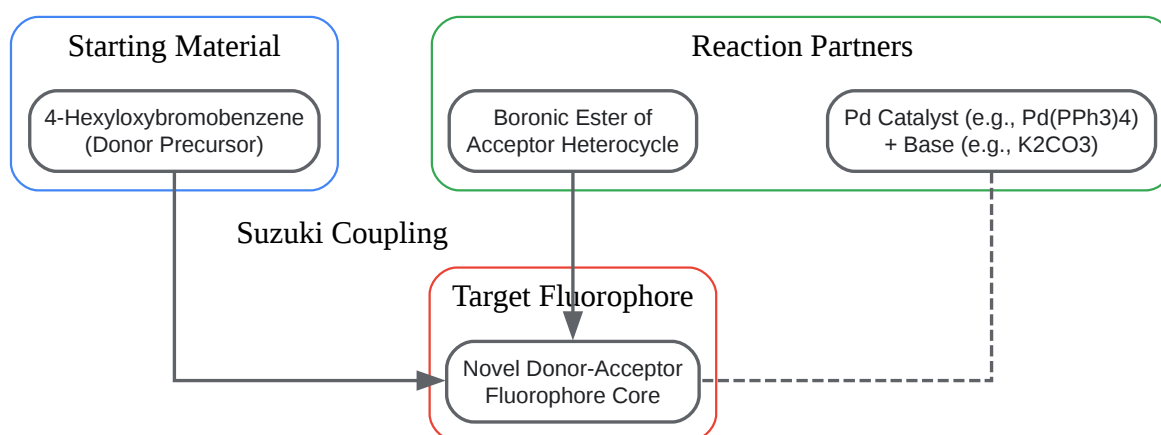 Starting Material
Reaction Partners
4-Hexyloxybromobenzene
(Donor Precursor)
Boronic Ester of
Acceptor Heterocycle
Pd Catalyst (e.g., Pd(PPh3)4)
+ Base (e.g., K2CO3)
Suzuki Coupling
Target Fluorophore
Novel Donor-Acceptor
Fluorophore Core